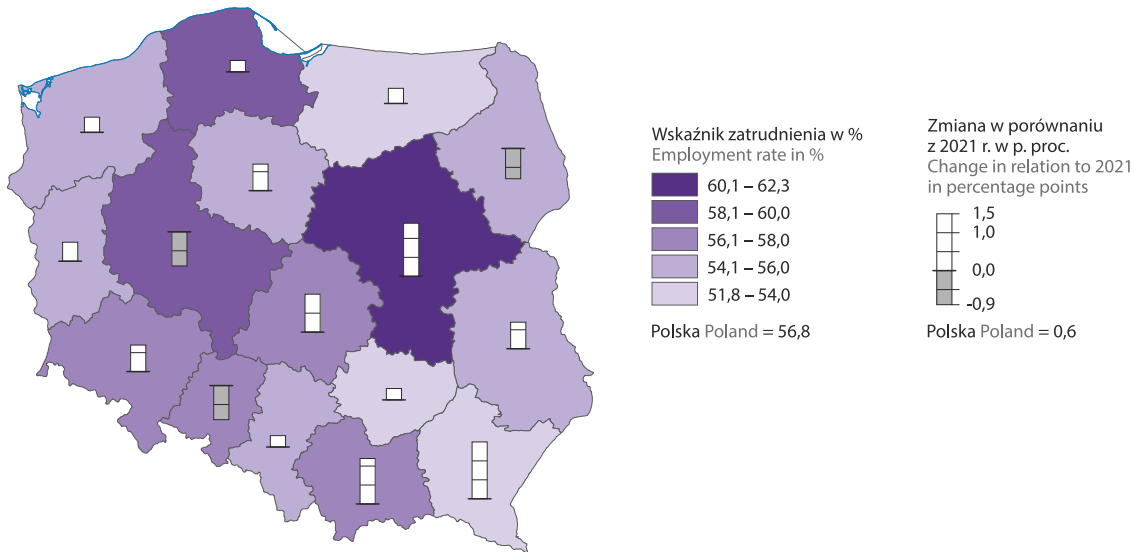 Wskaźnik zatrudnienia w %
Employment rate in %
60,1 – 62,3
58,1 – 60,0
56,1 – 58,0
54,1 – 56,0
51,8 – 54,0
Polska Poland = 56,8
Zmiana w porównaniu
z 2021 r. w p. proc.
Change in relation to 2021
in percentage points
1,5
1,0
0,0
-0,9
Polska Poland = 0,6